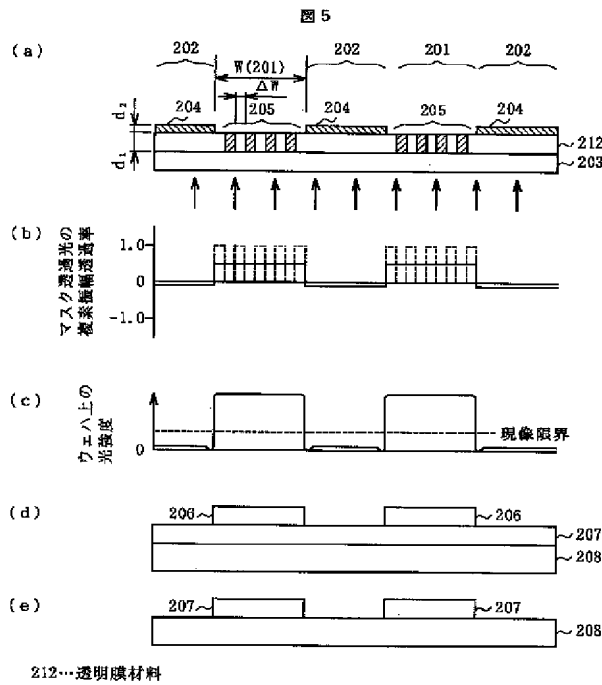 図5
(a)
202 W(201) 202 201 202
ΔW
204 205 204 205 204
d₂
d₁
212
203
(b)
マスク透過光の
複素振幅透過率
1.0
0
-1.0
(c)
ウェハ上の
光強度
0
現像限界
(d)
206 206
207
208
(e)
207 207
208
212…透明膜材料